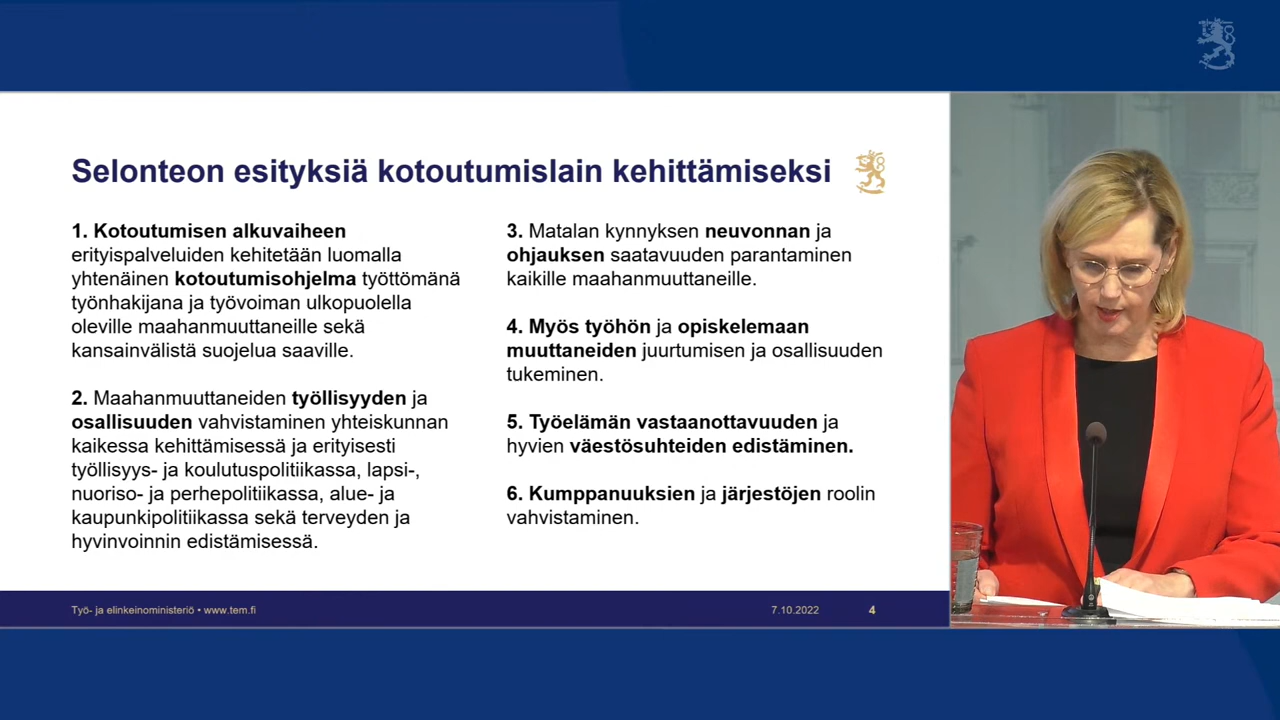 Selonteon esityksiä kotoutumislain kehittämiseksi
1. Kotoutumisen alkuvaiheen
erityispalveluiden kehitetään luomalla
yhtenäinen kotoutumisohjelma työttömänä
työnhakijana ja työvoiman ulkopuolella
oleville maahanmuuttaneille sekä
kansainvälistä suojelua saaville.
2. Maahanmuuttaneiden työllisyyden ja
osallisuuden vahvistaminen yhteiskunnan
kaikessa kehittämisessä ja erityisesti
työllisyys- ja koulutuspolitiikassa, lapsi-,
nuoriso- ja perhepolitiikassa, alue- ja
kaupunkipolitiikassa sekä terveyden ja
hyvinvoinnin edistämisessä.
3. Matalan kynnyksen neuvonnan ja
ohjauksen saatavuuden parantaminen
kaikille maahanmuuttaneille.
4. Myös työhön ja opiskelemaan
muuttaneiden juurtumisen ja osallisuuden
tukeminen.
5. Työelämän vastaanottavuuden ja
hyvien väestösuhteiden edistäminen.
6. Kumppanuuksien ja järjestöjen roolin
vahvistaminen.
Työ- ja elinkeinoministeriö • www.tem.fi
7.10.2022
4